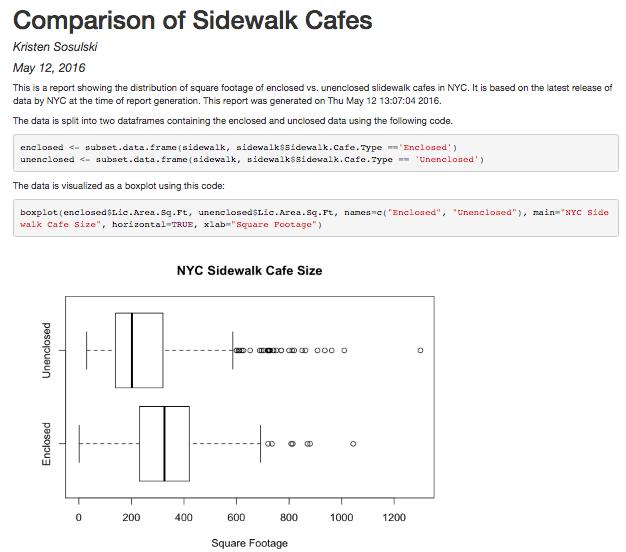 Comparison of Sidewalk Cafes
Kristen Sosulski
May 12, 2016
This is a report showing the distribution of square footage of enclosed vs. unenclosed slidewalk cafes in NYC. It is based on the latest release of
data by NYC at the time of report generation. This report was generated on Thu May 12 13:07:04 2016.
The data is split into two dataframes containing the enclosed and unclosed data using the following code.
enclosed <- subset.data.frame(sidewalk, sidewalk$Sidewalk.Cafe.Type =='Enclosed')
unenclosed <- subset.data.frame(sidewalk, sidewalk$Sidewalk.Cafe.Type == 'Unenclosed')
The data is visualized as a boxplot using this code:
boxplot(enclosed$Lic.Area.Sq.Ft, unenclosed$Lic.Area.Sq.Ft, names=c("Enclosed", "Unenclosed"), main="NYC Side
walk Cafe Size", horizontal=TRUE, xlab="Square Footage")
NYC Sidewalk Cafe Size
Unenclosed
Enclosed
0 200 400 600 800 1000 1200
Square Footage